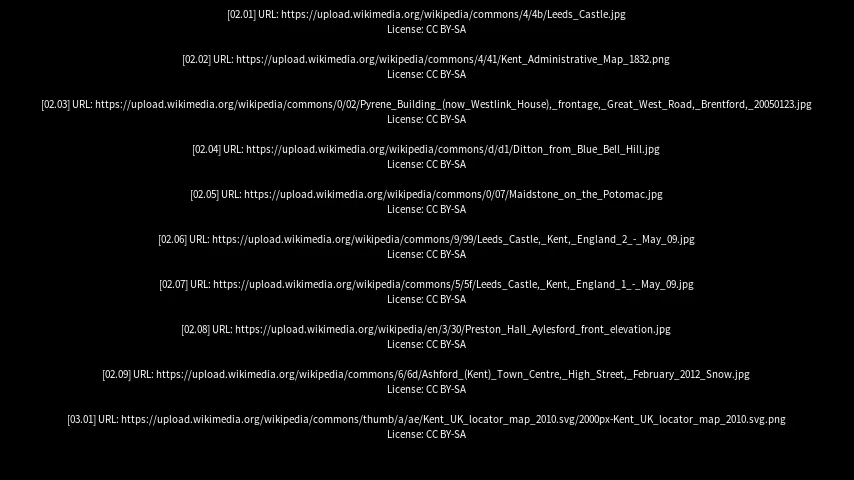 [02.01] URL: https://upload.wikimedia.org/wikipedia/commons/4/4b/Leeds_Castle.jpg
License: CC BY-SA
[02.02] URL: https://upload.wikimedia.org/wikipedia/commons/4/41/Kent_Administrative_Map_1832.png
License: CC BY-SA
[02.03] URL: https://upload.wikimedia.org/wikipedia/commons/0/02/Pyrene_Building_(now_Westlink_House),_frontage,_Great_West_Road,_Brentford,_20050123.jpg
License: CC BY-SA
[02.04] URL: https://upload.wikimedia.org/wikipedia/commons/d/d1/Ditton_from_Blue_Bell_Hill.jpg
License: CC BY-SA
[02.05] URL: https://upload.wikimedia.org/wikipedia/commons/0/07/Maidstone_on_the_Potomac.jpg
License: CC BY-SA
[02.06] URL: https://upload.wikimedia.org/wikipedia/commons/9/99/Leeds_Castle,_Kent,_England_2_-_May_09.jpg
License: CC BY-SA
[02.07] URL: https://upload.wikimedia.org/wikipedia/commons/5/5f/Leeds_Castle,_Kent,_England_1_-_May_09.jpg
License: CC BY-SA
[02.08] URL: https://upload.wikimedia.org/wikipedia/en/3/30/Preston_Hall_Aylesford_front_elevation.jpg
License: CC BY-SA
[02.09] URL: https://upload.wikimedia.org/wikipedia/commons/6/6d/Ashford_(Kent)_Town_Centre,_High_Street,_February_2012_Snow.jpg
License: CC BY-SA
[03.01] URL: https://upload.wikimedia.org/wikipedia/commons/thumb/a/ae/Kent_UK_locator_map_2010.svg/2000px-Kent_UK_locator_map_2010.svg.png
License: CC BY-SA